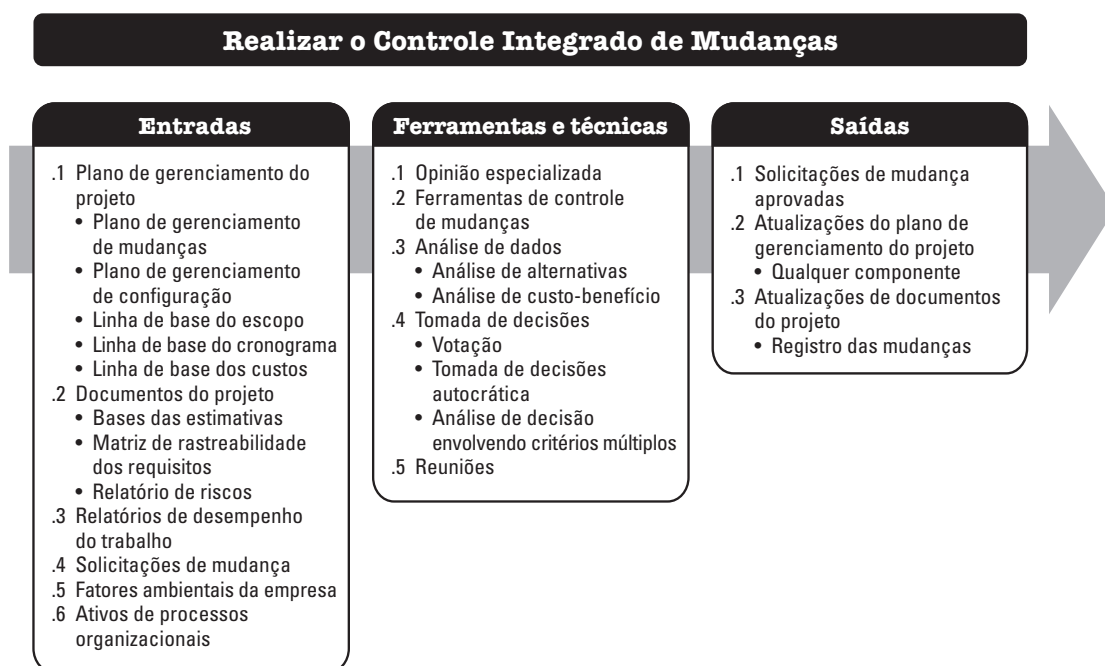 Realizar o Controle Integrado de Mudanças
Entradas
.1 Plano de gerenciamento do
projeto
• Plano de gerenciamento
de mudanças
• Plano de gerenciamento
de configuração
• Linha de base do escopo
• Linha de base do cronograma
• Linha de base dos custos
.2 Documentos do projeto
• Bases das estimativas
• Matriz de rastreabilidade
dos requisitos
• Relatório de riscos
.3 Relatórios de desempenho
do trabalho
.4 Solicitações de mudança
.5 Fatores ambientais da empresa
.6 Ativos de processos
organizacionais
Ferramentas e técnicas
.1 Opinião especializada
.2 Ferramentas de controle
de mudanças
.3 Análise de dados
• Análise de alternativas
• Análise de custo-benefício
.4 Tomada de decisões
• Votação
• Tomada de decisões
autocrática
• Análise de decisão
envolvendo critérios múltiplos
.5 Reuniões
Saídas
.1 Solicitações de mudança
aprovadas
.2 Atualizações do plano de
gerenciamento do projeto
• Qualquer componente
.3 Atualizações de documentos
do projeto
• Registro das mudanças